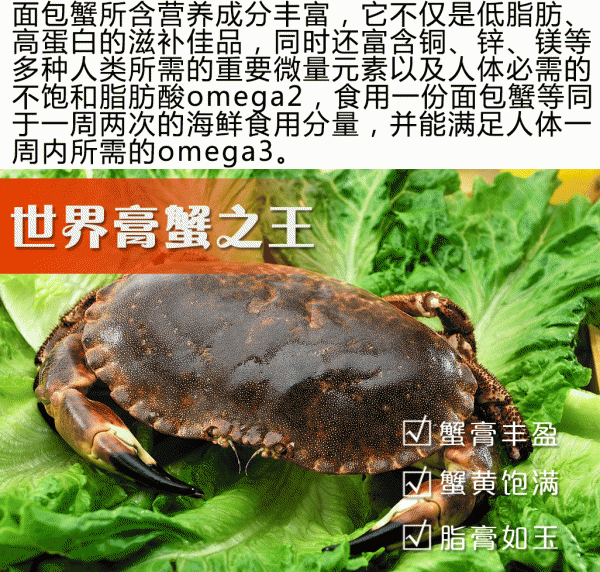 面包蟹所含营养成分丰富，它不仅是低脂肪、
高蛋白的滋补佳品，同时还富含铜、锌、镁等
多种人类所需的重要微量元素以及人体必需的
不饱和脂肪酸omega2，食用一份面包蟹等同
于一周两次的海鲜食用分量，并能满足人体一
周内所需的omega3。
世界膏蟹之王
蟹膏丰盈
蟹黄饱满
脂膏如玉